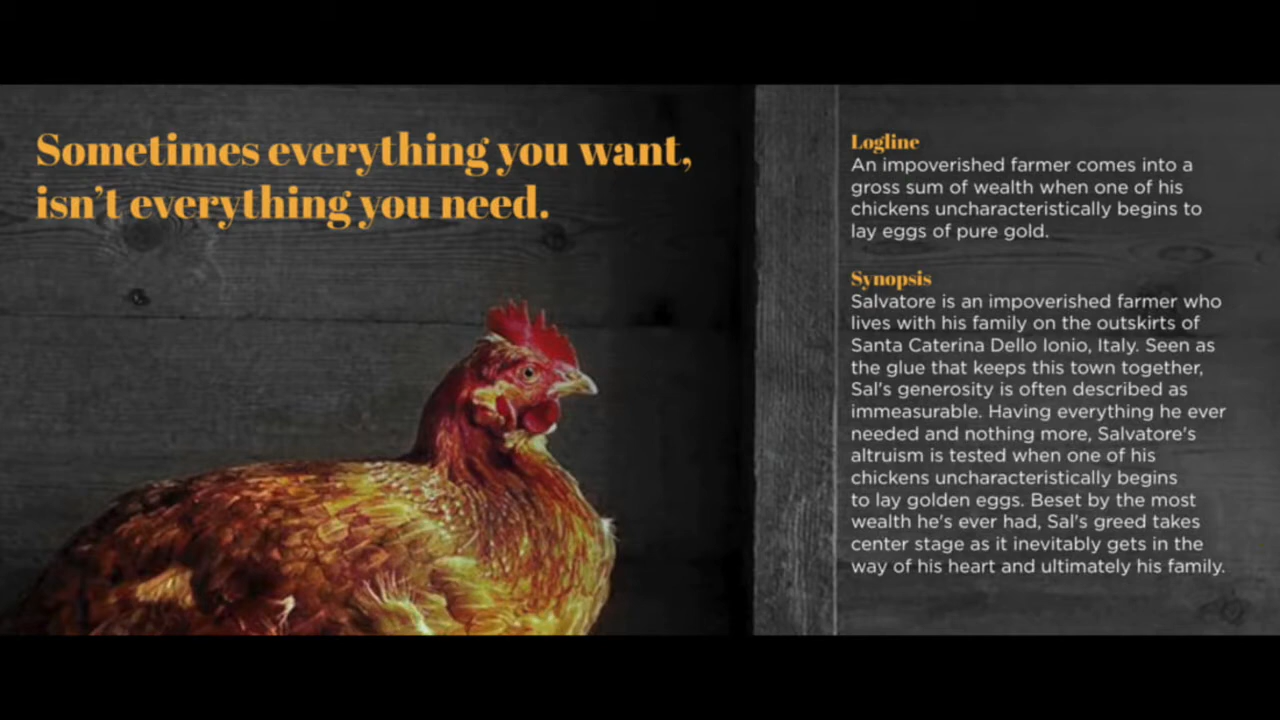 Sometimes everything you want,
isn't everything you need.
Logline
An impoverished farmer comes into a
gross sum of wealth when one of his
chickens uncharacteristically begins to
lay eggs of pure gold.
Synopsis
Salvatore is an impoverished farmer who
lives with his family on the outskirts of
Santa Caterina Dello Ionio, Italy. Seen as
the glue that keeps this town together,
Sal's generosity is often described as
immeasurable. Having everything he ever
needed and nothing more, Salvatore's
altruism is tested when one of his
chickens uncharacteristically begins
to lay golden eggs. Beset by the most
wealth he's ever had, Sal's greed takes
center stage as it inevitably gets in the
way of his heart and ultimately his family.